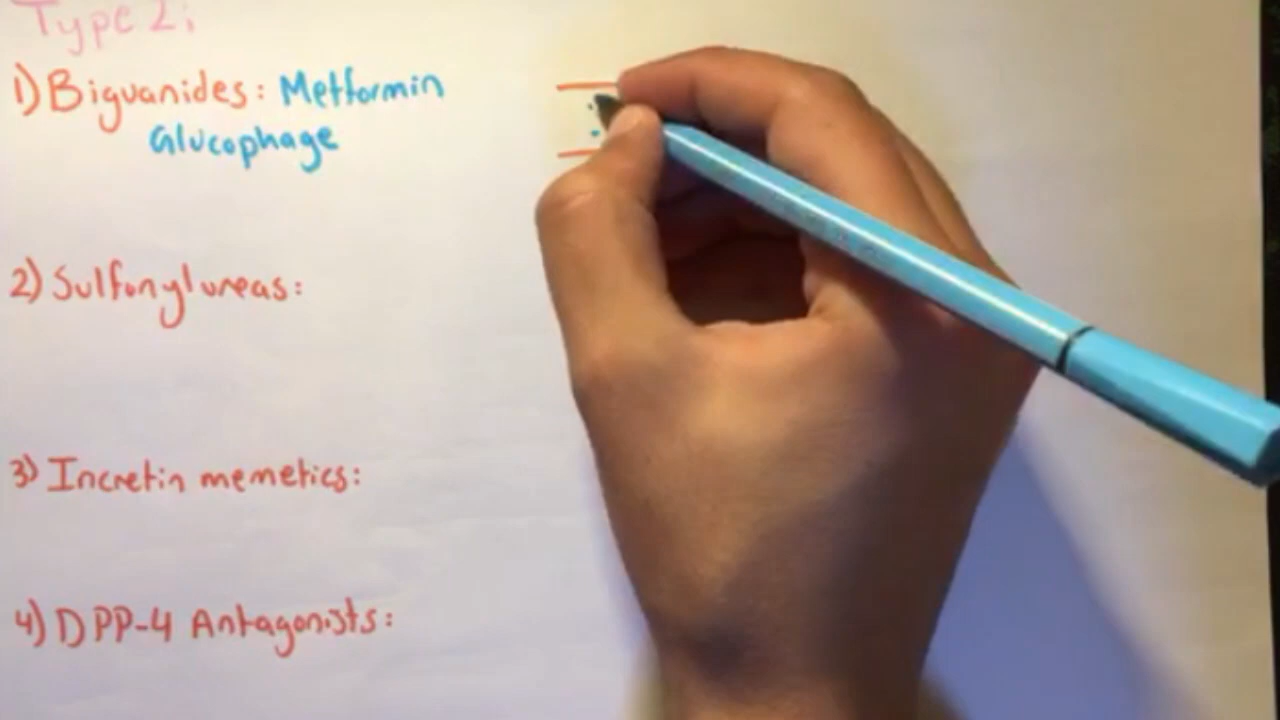 Type 2:
1) Biguanides: Metformin
Glucophage
2) Sulfonylureas:
3) Incretin memetics:
4) DPP-4 Antagonists: